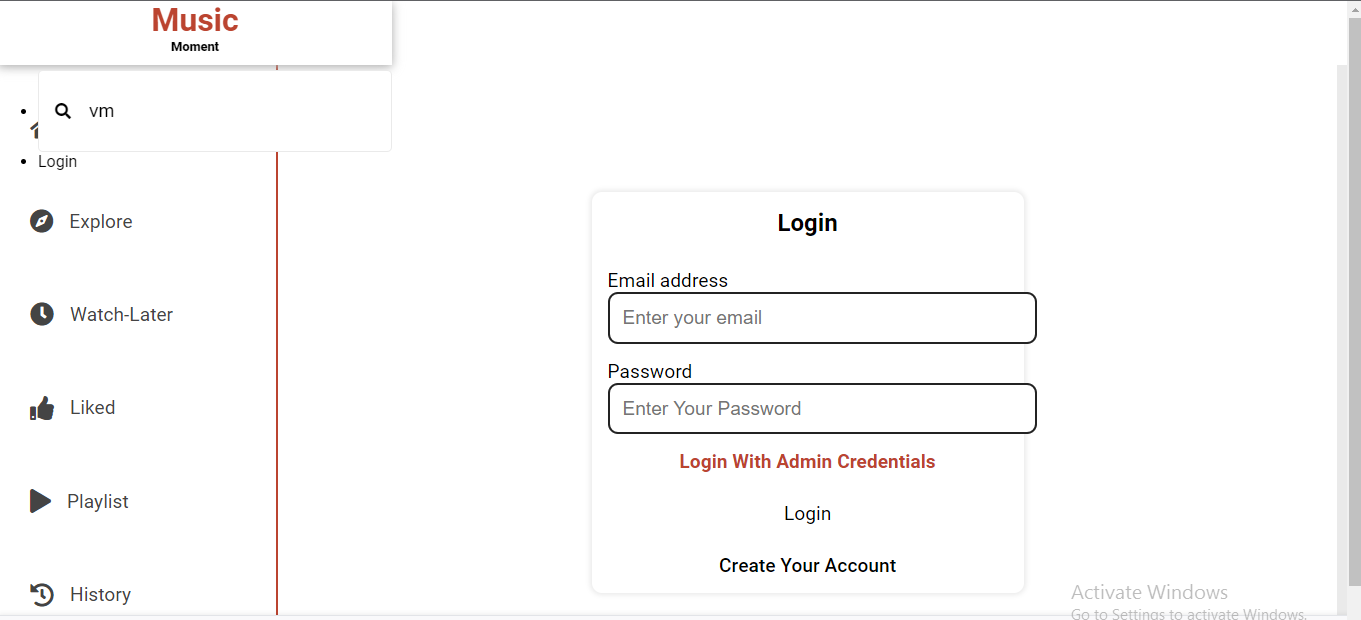 Music
Moment
vm
Login
Explore
Watch-Later
Liked
Playlist
History
Login
Email address
Enter your email
Password
Enter Your Password
Login With Admin Credentials
Login
Create Your Account
Activate Windows
Go to Settings to activate Windows.